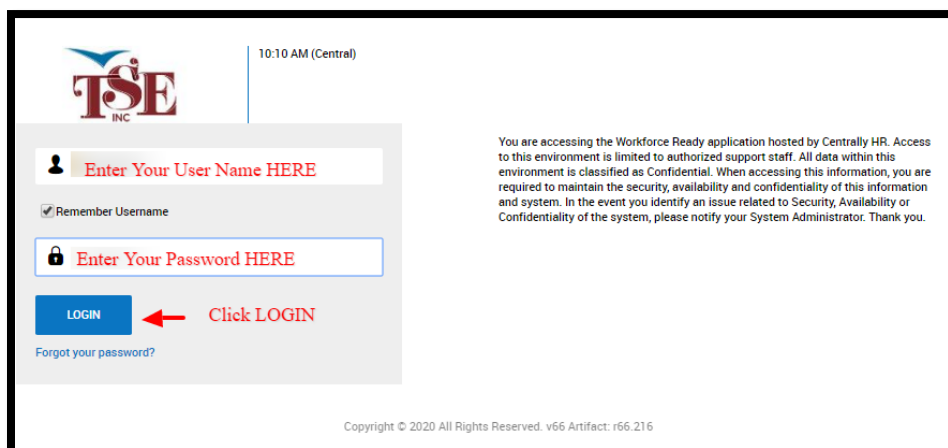 TSE
INC
10:10 AM (Central)
Enter Your User Name HERE
Remember Username
Enter Your Password HERE
LOGIN
Click LOGIN
Forgot your password?
You are accessing the Workforce Ready application hosted by Centrally HR. Access
to this environment is limited to authorized support staff. All data within this
environment is classified as Confidential. When accessing this information, you are
required to maintain the security, availability and confidentiality of this information
and system. In the event you identify an issue related to Security, Availability or
Confidentiality of the system, please notify your System Administrator. Thank you.
Copyright © 2020 All Rights Reserved. v66 Artifact: r66.216